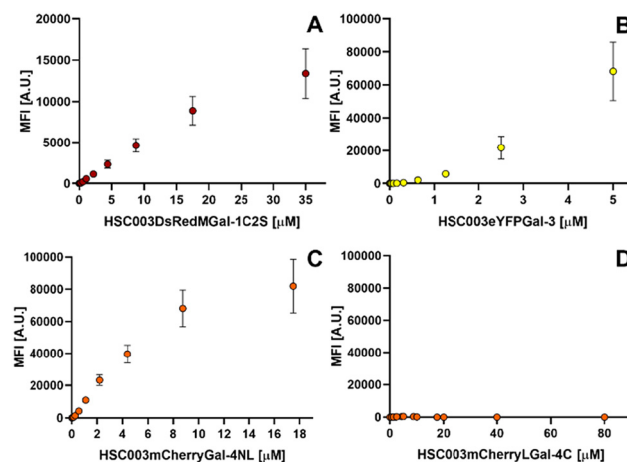 A
MFI [A.U.]
20000
15000
10000
5000
0
0 5 10 15 20 25 30 35
HSC003DsRedMGal-1C2S [μM]
B
MFI [A.U.]
100000
80000
60000
40000
20000
0
0 1 2 3 4 5
HSC003eYFPGal-3 [μM]
C
MFI [A.U.]
100000
80000
60000
40000
20000
0
0 2 4 6 8 10 12 14 16 18
HSC003mCherryGal-4NL [μM]
D
MFI [A.U.]
100000
80000
60000
40000
20000
0
0 20 40 60 80
HSC003mCherryLGal-4C [μM]